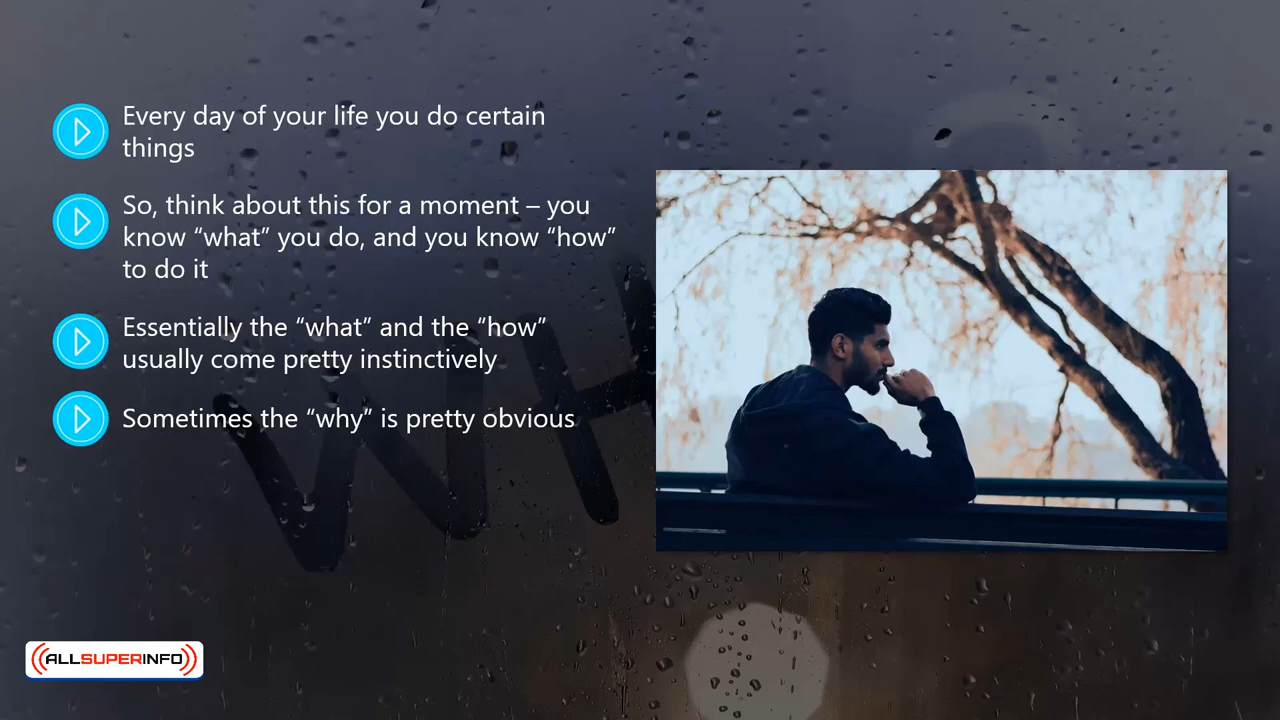 Every day of your life you do certain
things
So, think about this for a moment – you
know “what” you do, and you know “how”
to do it
Essentially the “what” and the “how”
usually come pretty instinctively
Sometimes the “why” is pretty obvious
WH
ALLSUPERINFO